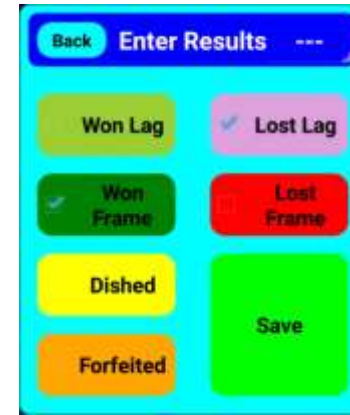 Back Enter Results ---
Won Lag Lost Lag
Won Frame Lost Frame
Dished
Save
Forfeited